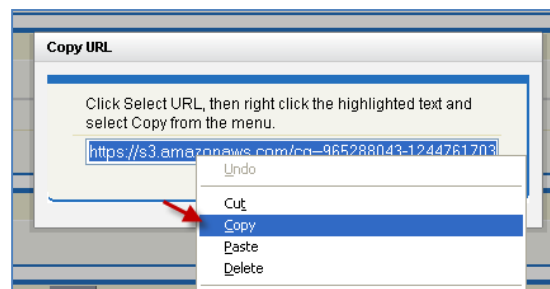 Copy URL
Click Select URL, then right click the highlighted text and
select Copy from the menu.
https://s3.amazonaws.com/cg--965288043-1244761703
Undo
Cut
Copy
Paste
Delete